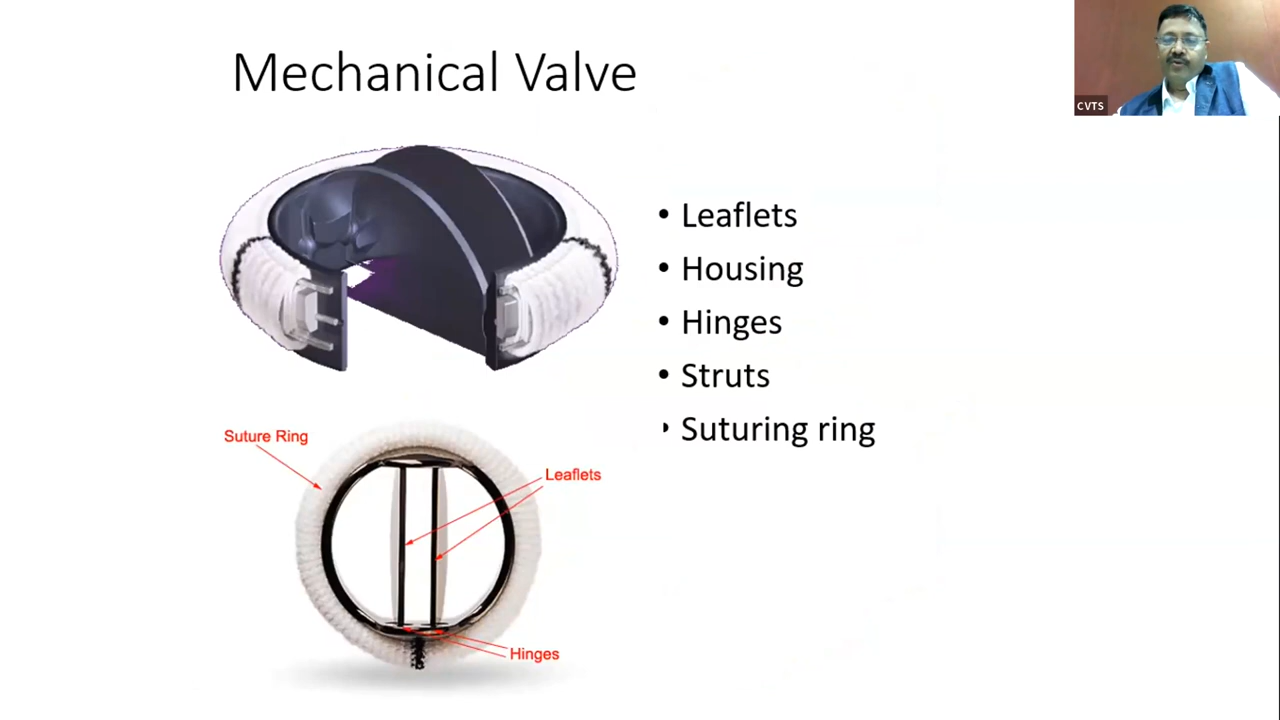 Mechanical Valve
CVTS
• Leaflets
• Housing
• Hinges
• Struts
• Suturing ring
Suture Ring
Leaflets
Hinges